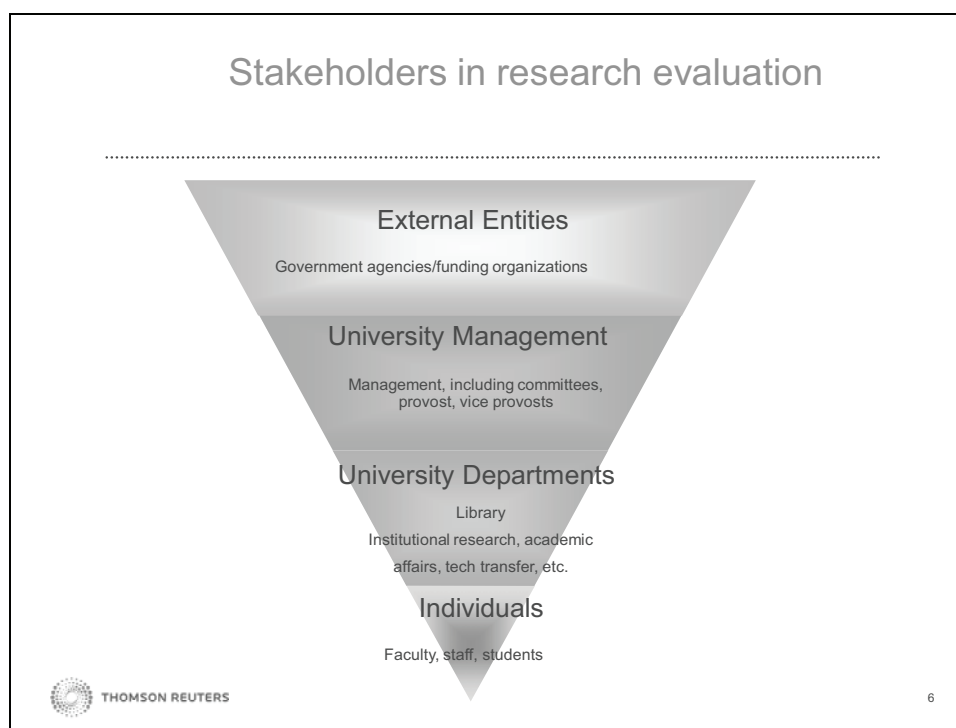 Stakeholders in research evaluation
External Entities
Government agencies/funding organizations
University Management
Management, including committees,
provost, vice provosts
University Departments
Library
Institutional research, academic
affairs, tech transfer, etc.
Individuals
Faculty, staff, students
THOMSON REUTERS
6